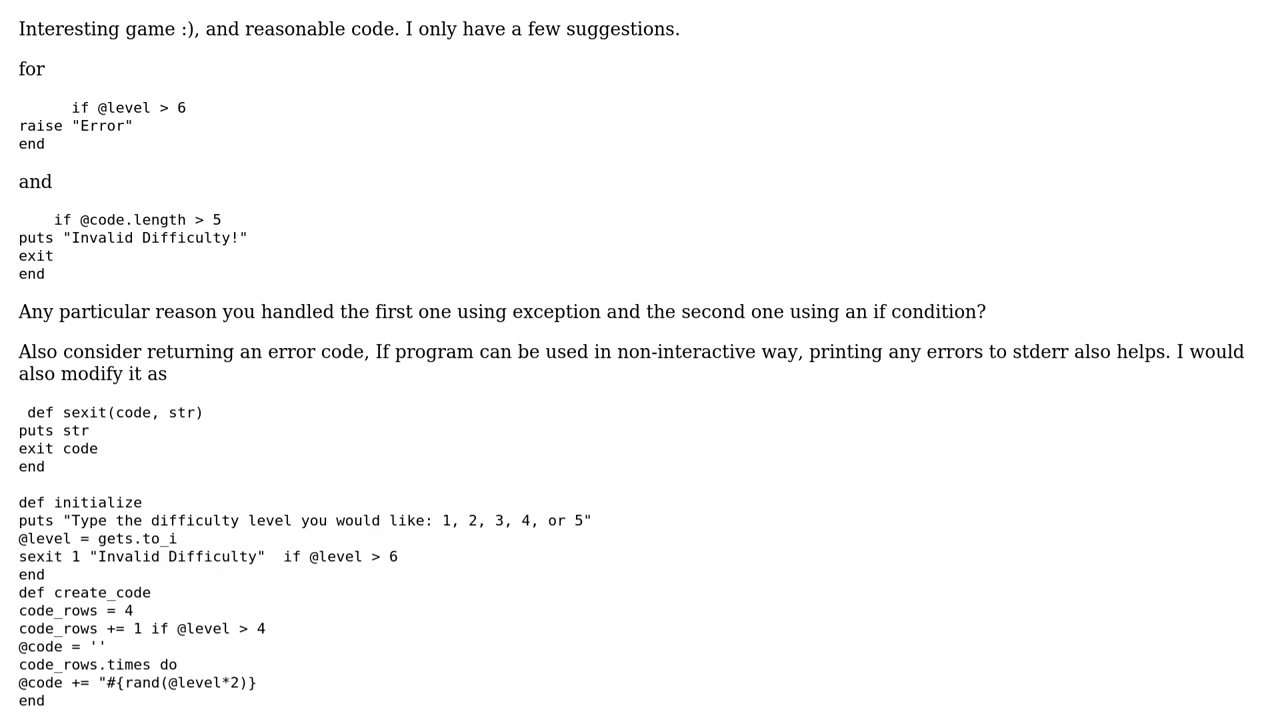 Interesting game :), and reasonable code. I only have a few suggestions.
for
if @level > 6
raise "Error"
end
and
if @code.length > 5
puts "Invalid Difficulty!"
exit
end
Any particular reason you handled the first one using exception and the second one using an if condition?
Also consider returning an error code, If program can be used in non-interactive way, printing any errors to stderr also helps. I would
also modify it as
def sexit(code, str)
puts str
exit code
end
def initialize
puts "Type the difficulty level you would like: 1, 2, 3, 4, or 5"
@level = gets.to_i
sexit 1 "Invalid Difficulty"  if @level > 6
end
def create_code
code_rows = 4
code_rows += 1 if @level > 4
@code = ''
code_rows.times do
@code += "#{rand(@level*2)}
end